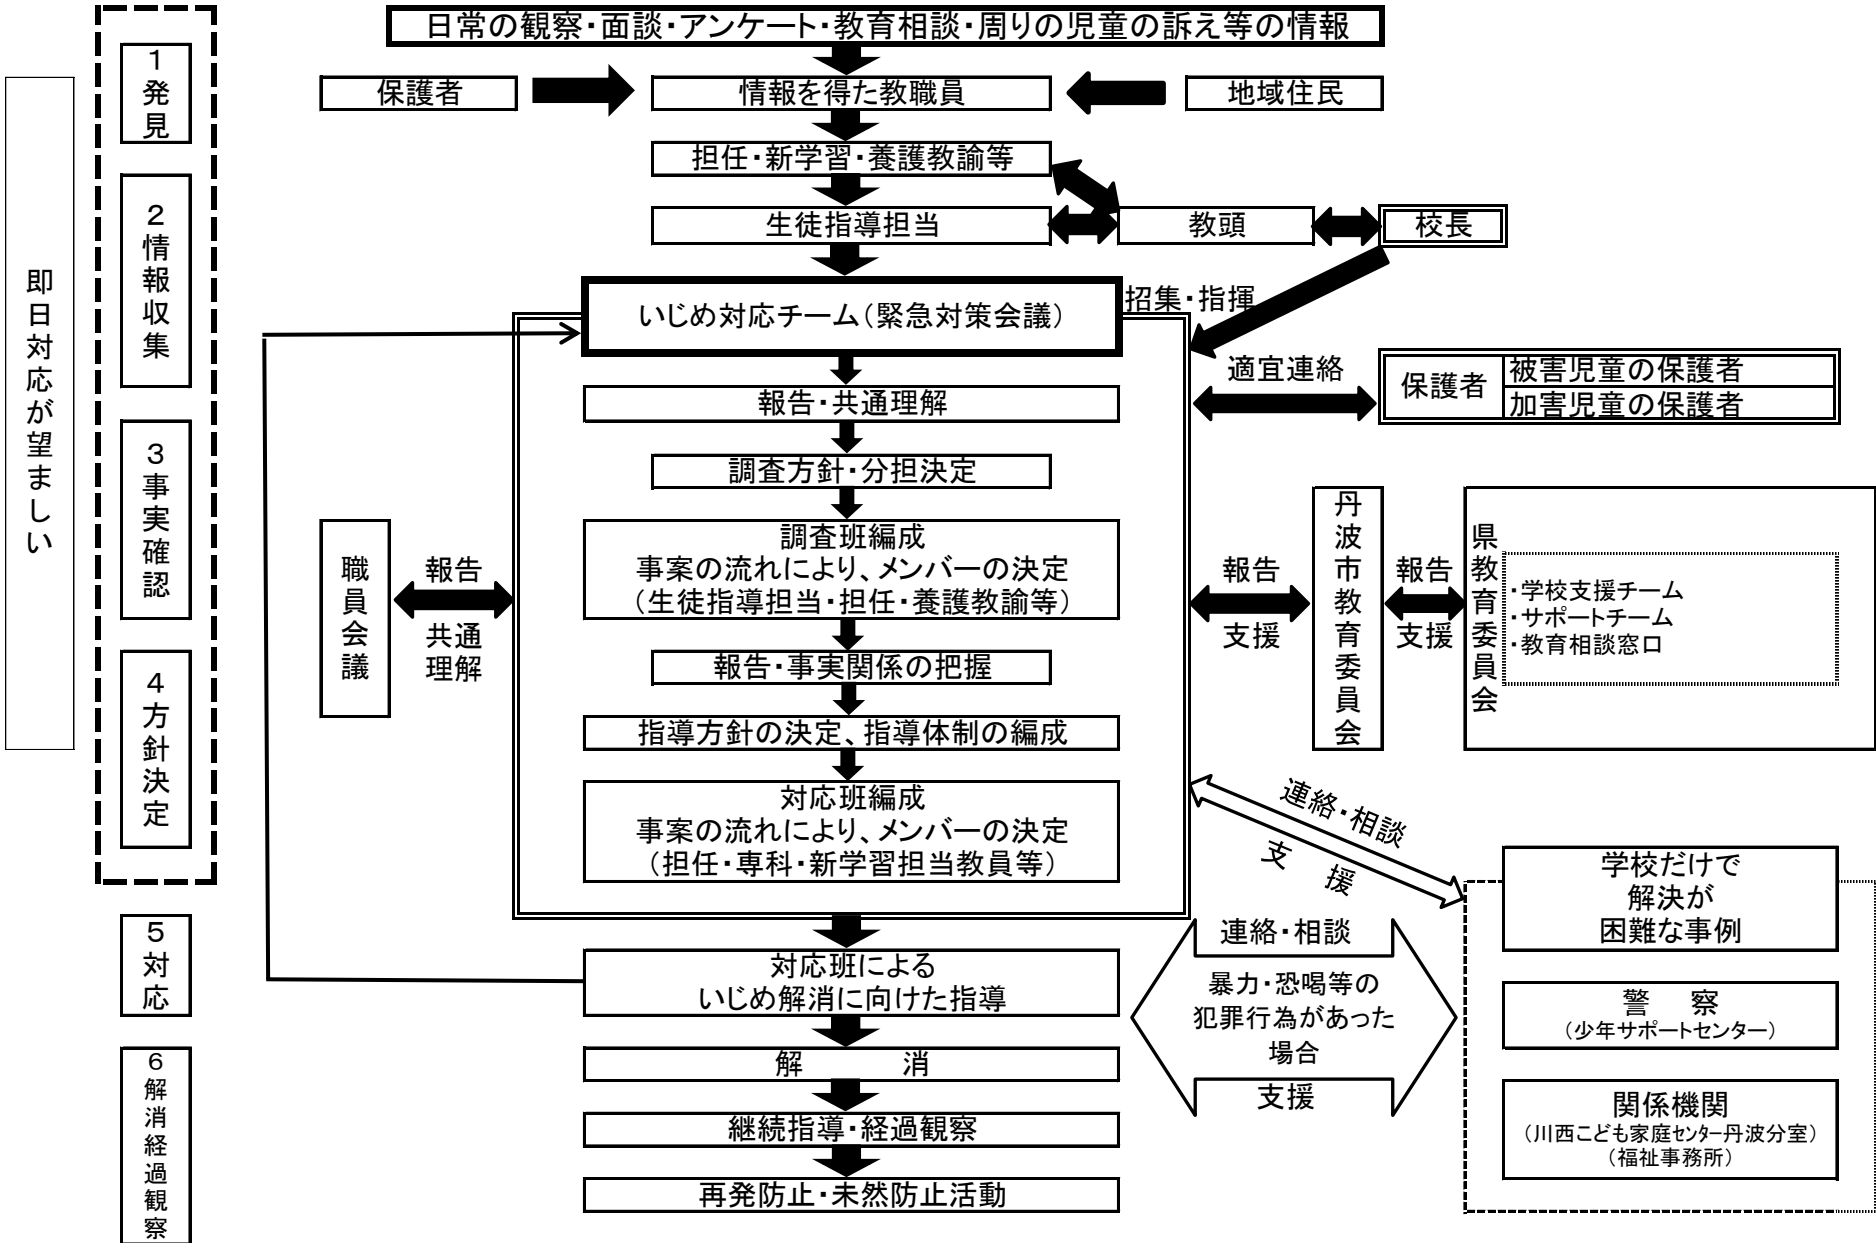 日常の観察・面談・アンケート・教育相談・周りの児童の訴え等の情報
保護者
情報を得た教職員
地域住民
担任・新学習・養護教諭等
生徒指導担当
教頭
校長
招集・指揮
いじめ対応チーム（緊急対策会議）
適宜連絡
保護者
被害児童の保護者
加害児童の保護者
報告・共通理解
調査方針・分担決定
調査班編成
事案の流れにより、メンバーの決定
（生徒指導担当・担任・養護教諭等）
報告・事実関係の把握
指導方針の決定、指導体制の編成
対応班編成
事案の流れにより、メンバーの決定
（担任・専科・新学習担当教員等）
職員会議
報告
共通
理解
報告
支援
丹波市教育委員会
報告
支援
県教育委員会
・学校支援チーム
・サポートチーム
・教育相談窓口
連絡・相談
支　援
対応班による
いじめ解消に向けた指導
解　　消
継続指導・経過観察
再発防止・未然防止活動
連絡・相談
暴力・恐喝等の
犯罪行為があった
場合
支援
学校だけで
解決が
困難な事例
警　察
（少年サポートセンター）
関係機関
（川西こども家庭センター丹波分室）
（福祉事務所）
即日対応が望ましい
1発見
2情報収集
3事実確認
4方針決定
5対応
6解消経過観察